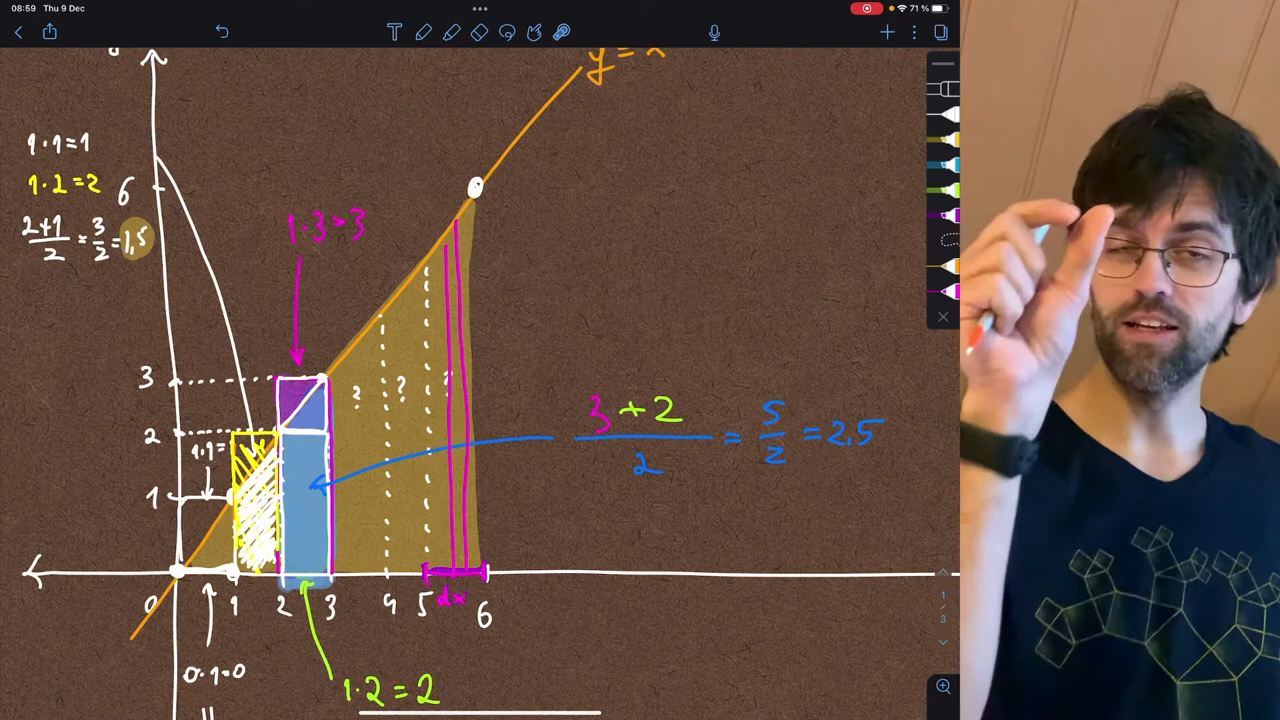 08:59 Thu 9 Dec
71 %
y = x
1·1=1
1·2=2
2+1/2 = 3/2 = 1,5
6
1·3=3
3
2
1·1=
1
? ? ?
3+2/2 = 5/2 = 2,5
0 1 2 3 4 5 dx 6
0·1=0
1·2=2
1/3